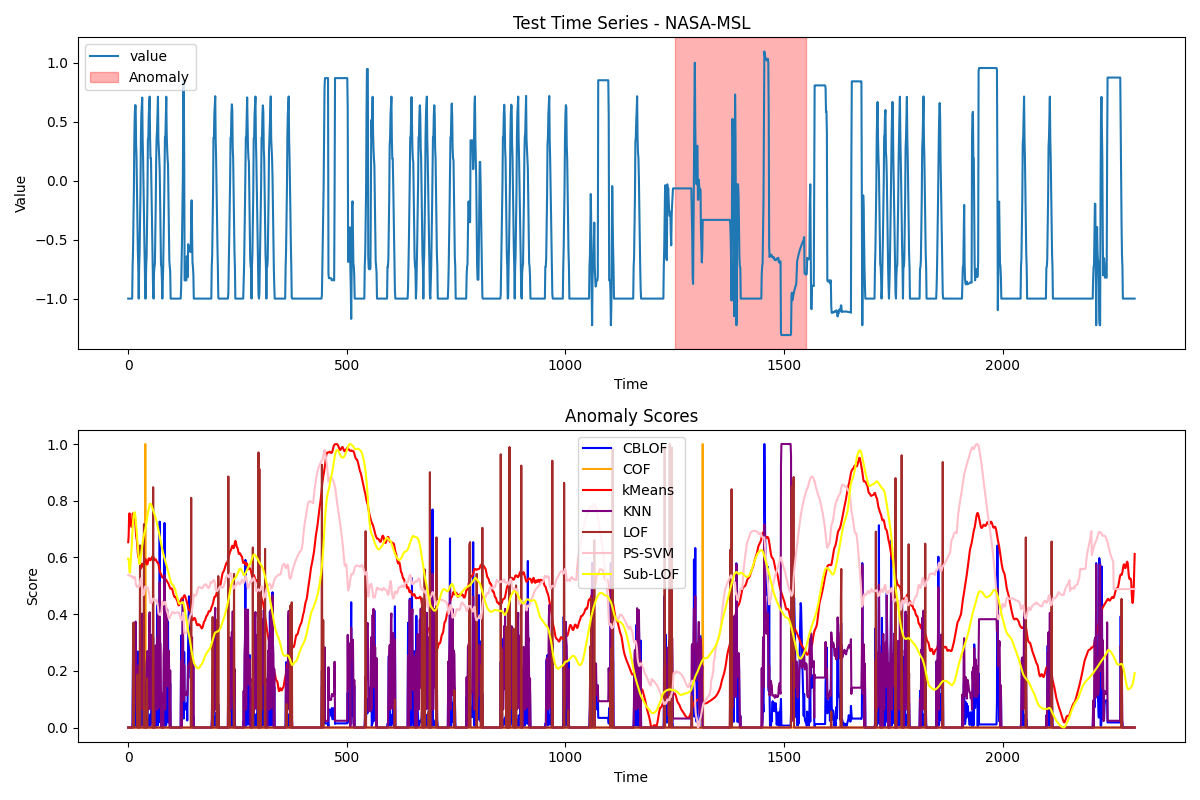 Test Time Series - NASA-MSL
value
Anomaly
1.0
0.5
0.0
−0.5
−1.0
Value
0
500
1000
1500
2000
Time
Anomaly Scores
CBLOF
COF
kMeans
KNN
LOF
PS-SVM
Sub-LOF
1.0
0.8
0.6
0.4
0.2
0.0
Score
0
500
1000
1500
2000
Time